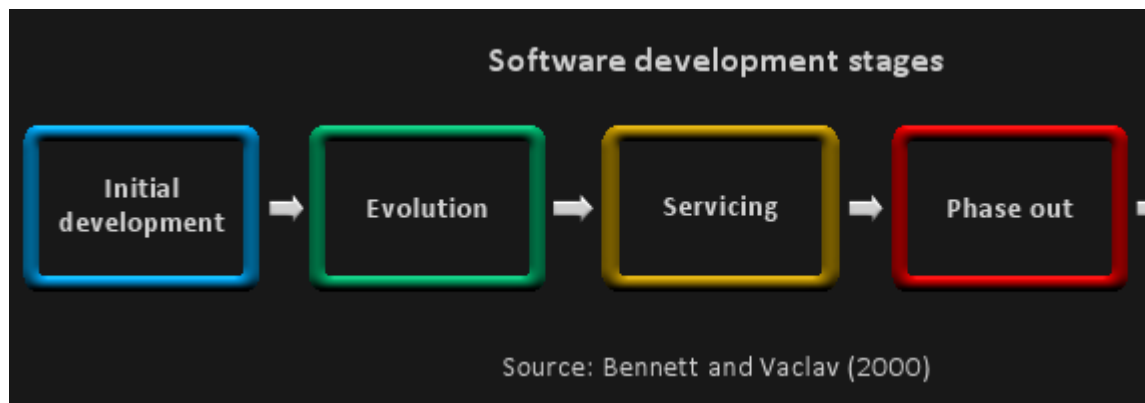 Software development stages
Initial
development
Evolution
Servicing
Phase out
Source: Bennett and Vaclav (2000)